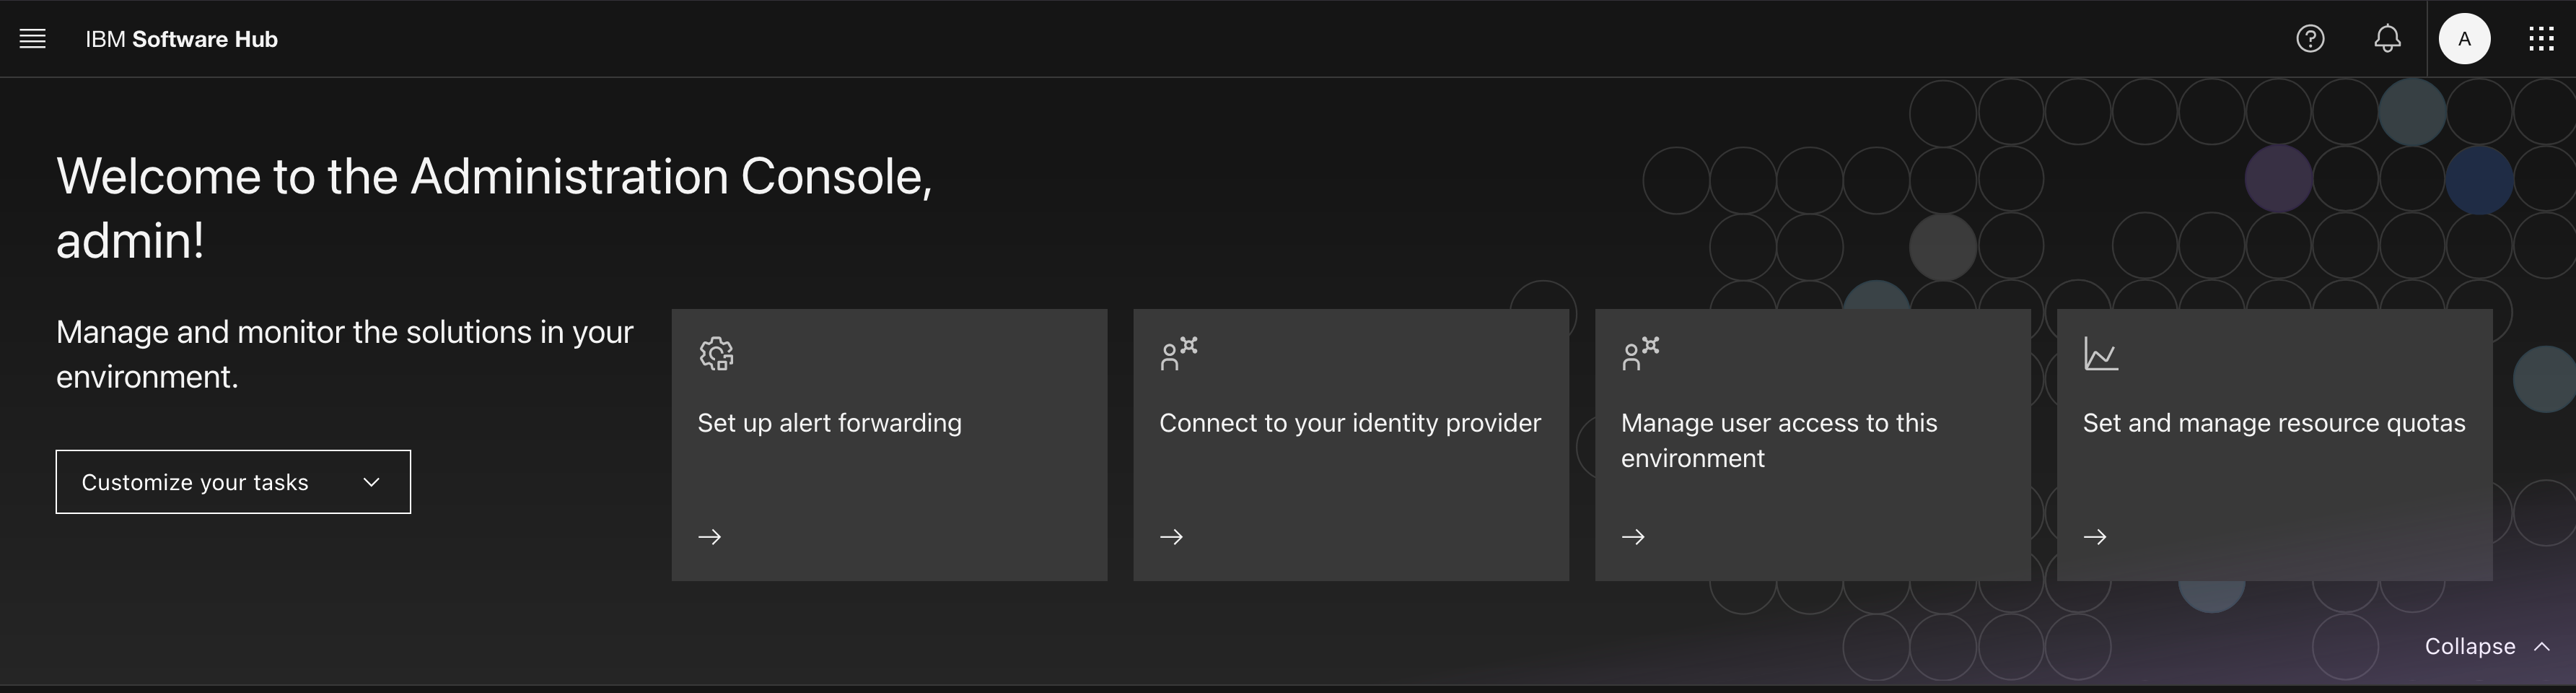 IBM Software Hub
A
Welcome to the Administration Console,
admin!
Manage and monitor the solutions in your
environment.
Customize your tasks
Set up alert forwarding
Connect to your identity provider
Manage user access to this
environment
Set and manage resource quotas
Collapse